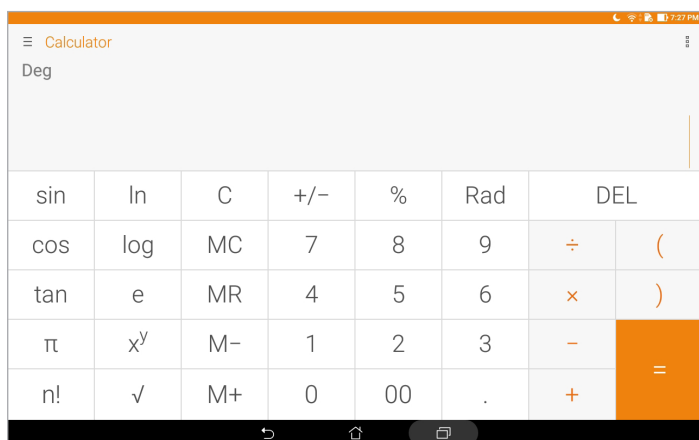 7:27 PM
Calculator
Deg
sin ln C +/− % Rad DEL
cos log MC 7 8 9 ÷ (
tan e MR 4 5 6 × )
π xʸ M− 1 2 3 − =
n! √ M+ 0 00 . +